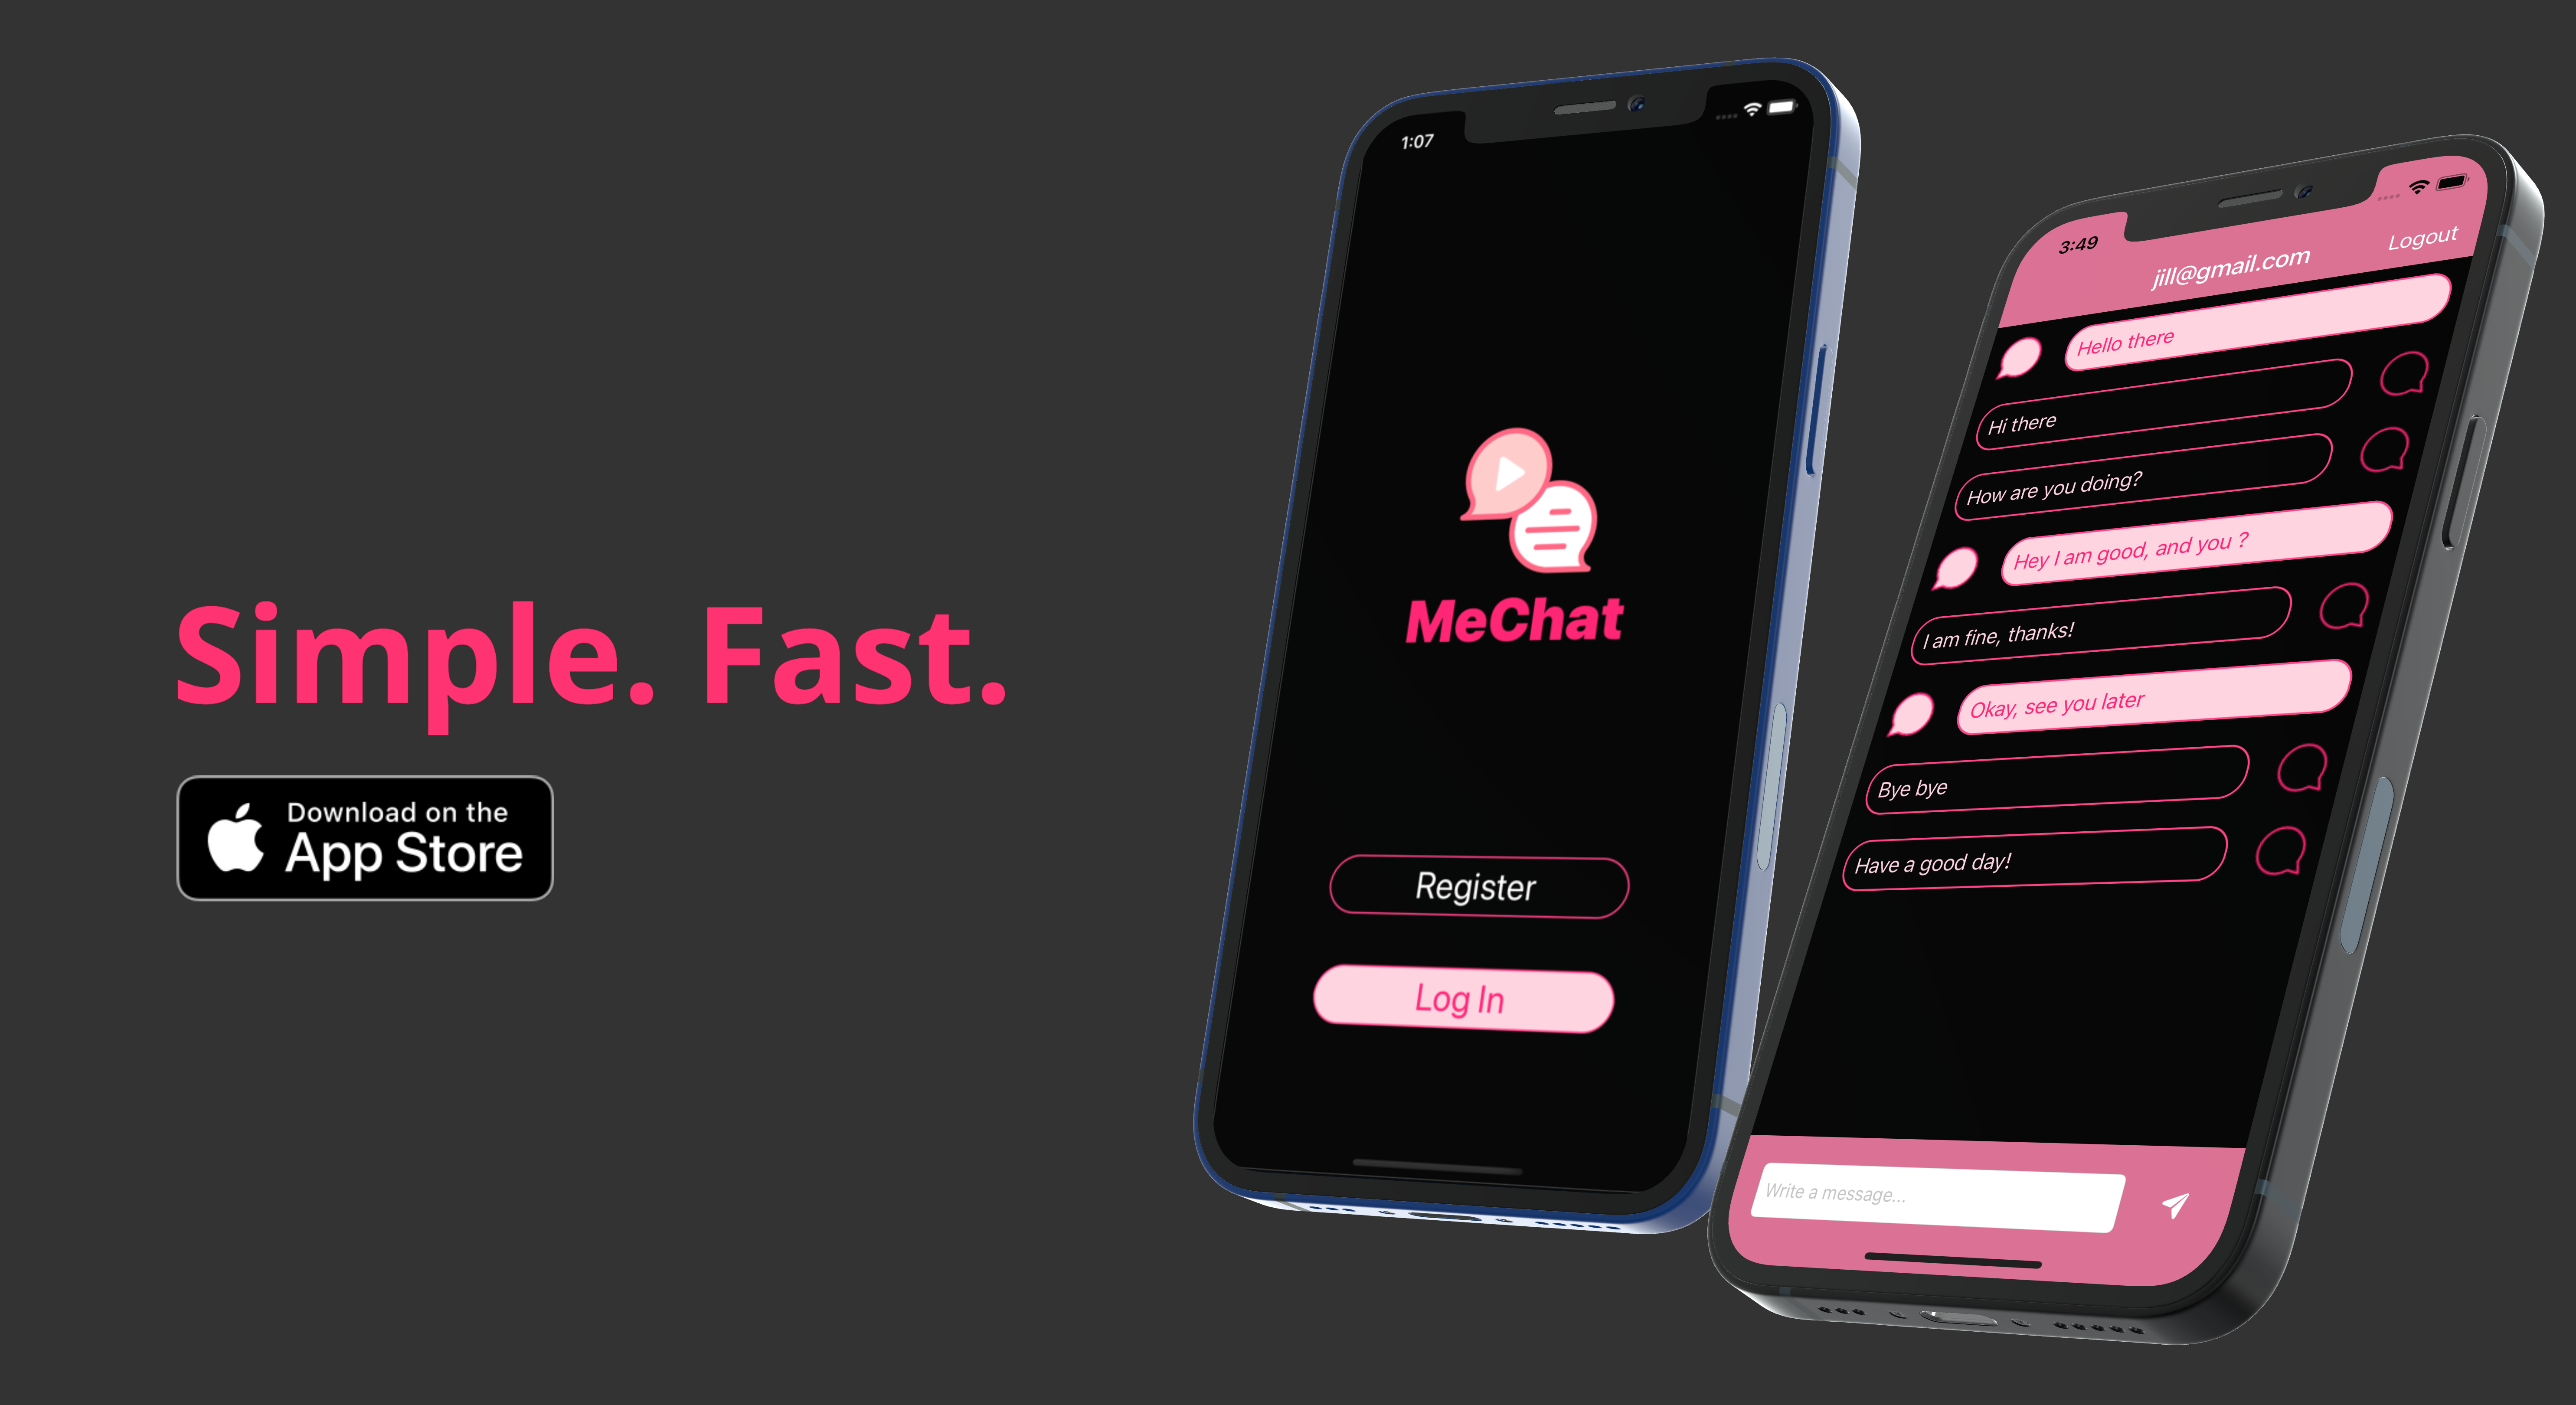 Simple. Fast.
Download on the
App Store
1:07
MeChat
Register
Log In
3:49
jill@gmail.com
Logout
Hello there
Hi there
How are you doing?
Hey I am good, and you ?
I am fine, thanks!
Okay, see you later
Bye bye
Have a good day!
Write a message...